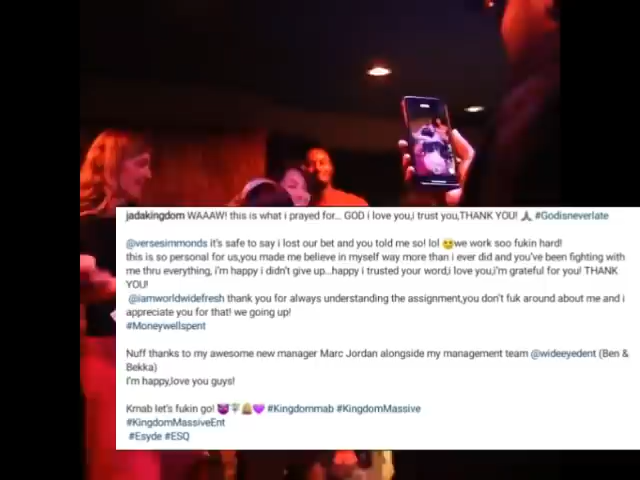 jadakingdom WAAAW! this is what i prayed for... GOD i love you,i trust you,THANK YOU! 🙏 #Godisneverlate
@versesimmonds it's safe to say i lost our bet and you told me so! lol 🥹we work soo fukin hard!
this is so personal for us,you made me believe in myself way more than i ever did and you've been fighting with
me thru everything, i'm happy i didn't give up...happy i trusted your word,i love you,i'm grateful for you! THANK
YOU!
@iamworldwidefresh thank you for always understanding the assignment,you don't fuk around about me and i
appreciate you for that! we going up!
#Moneywellspent
Nuff thanks to my awesome new manager Marc Jordan alongside my management team @wideeyedent (Ben &
Bekka)
I'm happy,love you guys!
Kmab let's fukin go! 😈 🔔💜 #Kingdommab #KingdomMassive
#KingdomMassiveEnt
#Esyde #ESQ